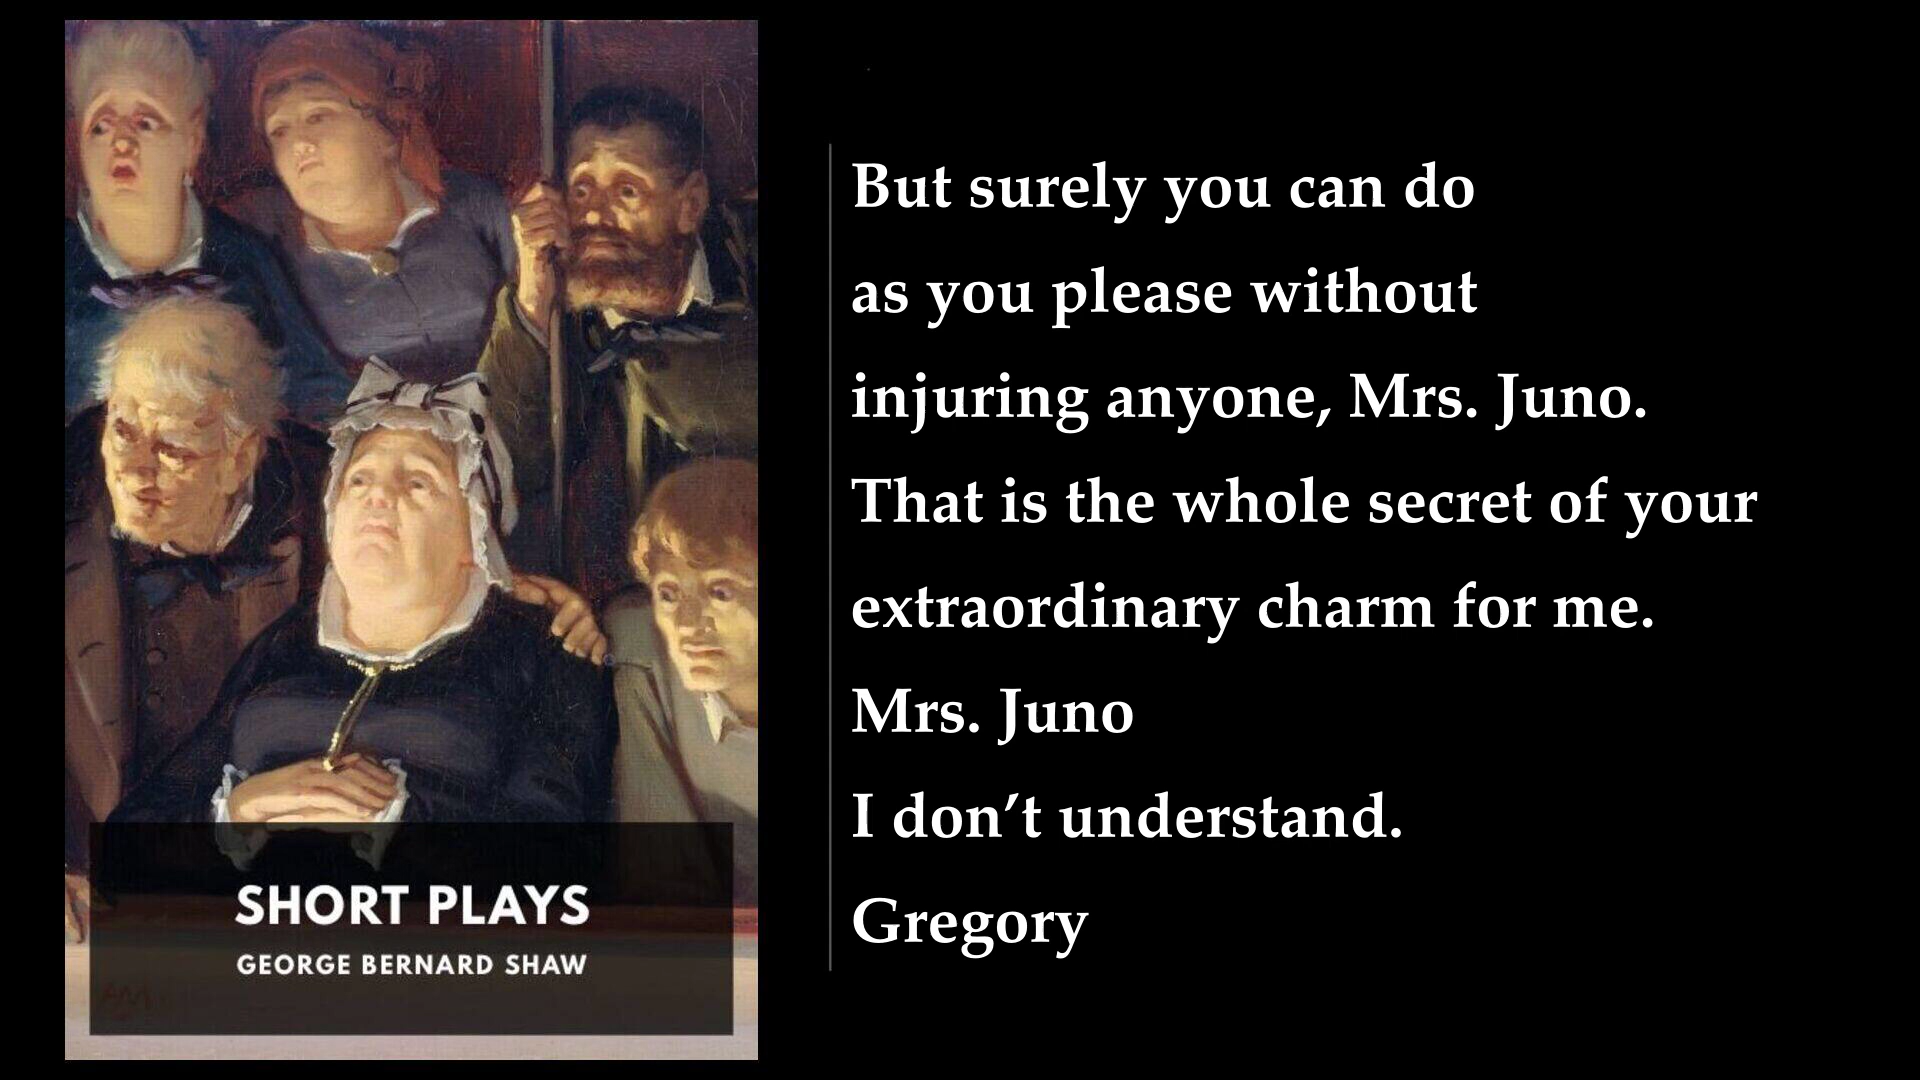 SHORT PLAYS
GEORGE BERNARD SHAW
But surely you can do
as you please without
injuring anyone, Mrs. Juno.
That is the whole secret of your
extraordinary charm for me.
Mrs. Juno
I don’t understand.
Gregory